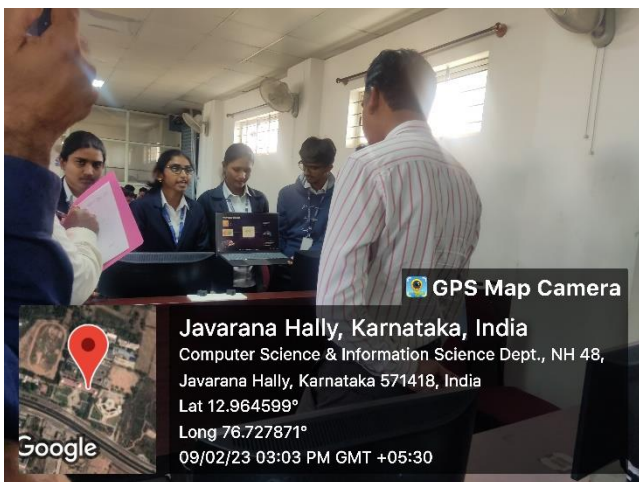 GPS Map Camera
Javarana Hally, Karnataka, India
Computer Science & Information Science Dept., NH 48,
Javarana Hally, Karnataka 571418, India
Lat 12.964599°
Long 76.727871°
09/02/23 03:03 PM GMT +05:30
Google